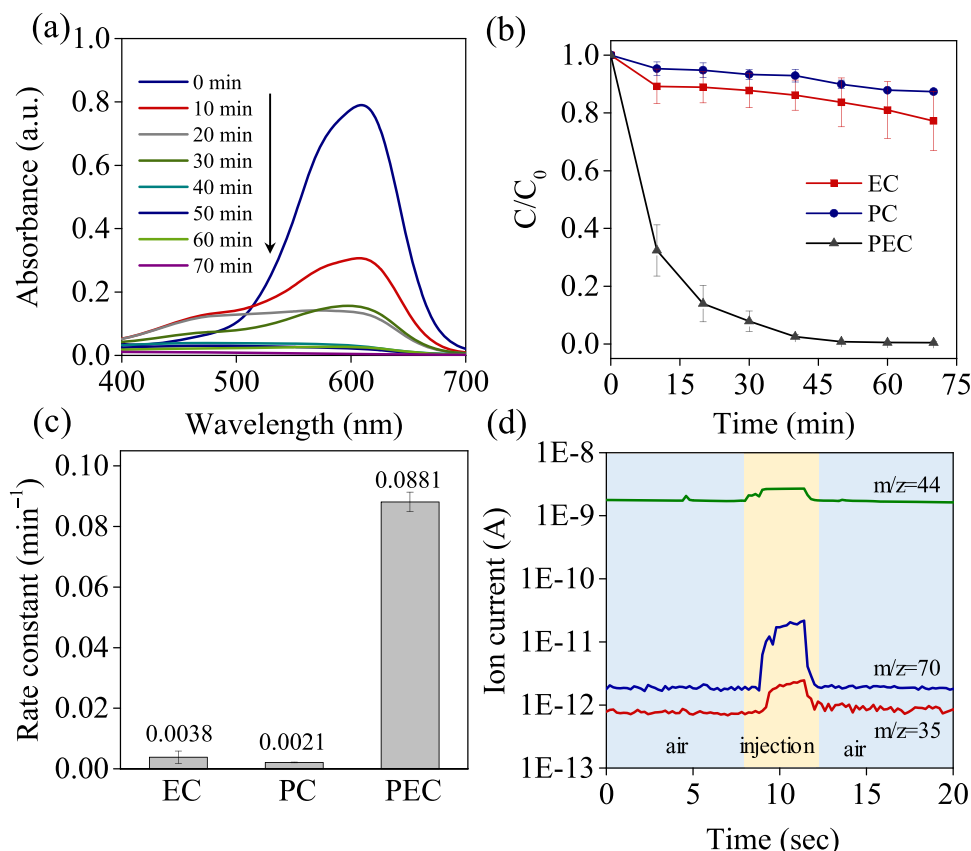 (a)
1.0
0.8
0.6
0.4
0.2
0.0
Absorbance (a.u.)
0 min
10 min
20 min
30 min
40 min
50 min
60 min
70 min
400
500
600
700
Wavelength (nm)
(b)
1.0
0.8
0.6
0.4
0.2
0.0
C/C₀
EC
PC
PEC
0
15
30
45
60
75
Time (min)
(c)
0.10
0.08
0.06
0.04
0.02
0.00
Rate constant (min⁻¹)
0.0038
0.0021
0.0881
EC
PC
PEC
(d)
1E-8
1E-9
1E-10
1E-11
1E-12
1E-13
Ion current (A)
m/z=44
m/z=70
m/z=35
air
injection
air
0
5
10
15
20
Time (sec)